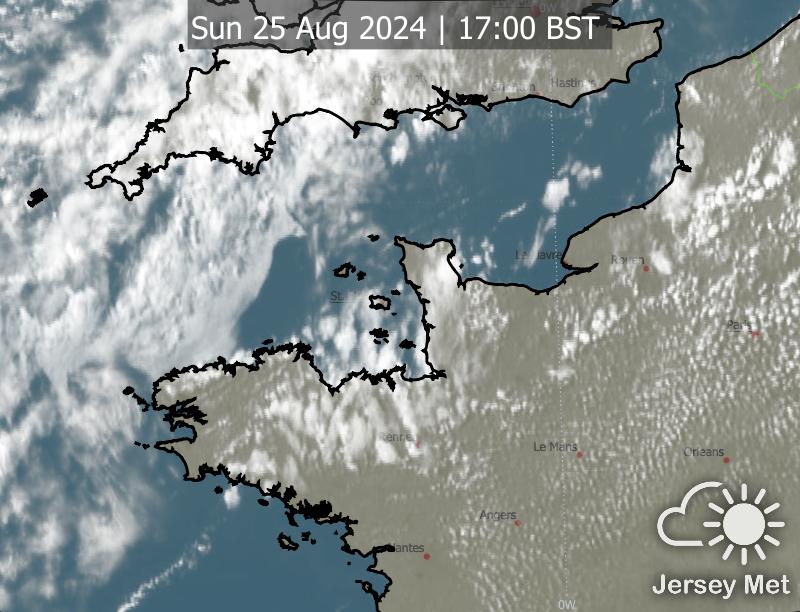 Sun 25 Aug 2024 | 17:00 BST
0W
Hastings
Le Havre
Rouen
St.
Paris
Rennes
Le Mans
Orleans
Angers
Nantes
Jersey Met
0W